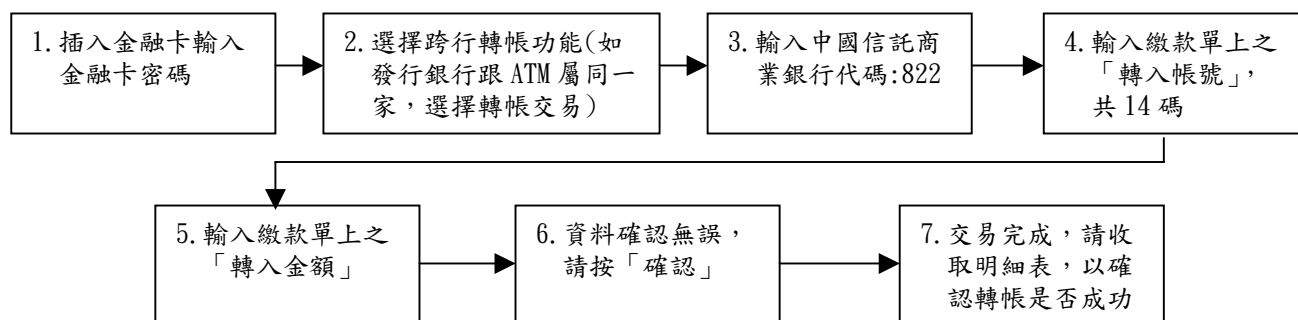 1.插入金融卡輸入
金融卡密碼
2.選擇跨行轉帳功能(如
發行銀行跟 ATM 屬同一
家，選擇轉帳交易)
3.輸入中國信託商
業銀行代碼:822
4.輸入繳款單上之
「轉入帳號」，
共 14 碼
5.輸入繳款單上之
「轉入金額」
6.資料確認無誤，
請按「確認」
7.交易完成，請收
取明細表，以確
認轉帳是否成功